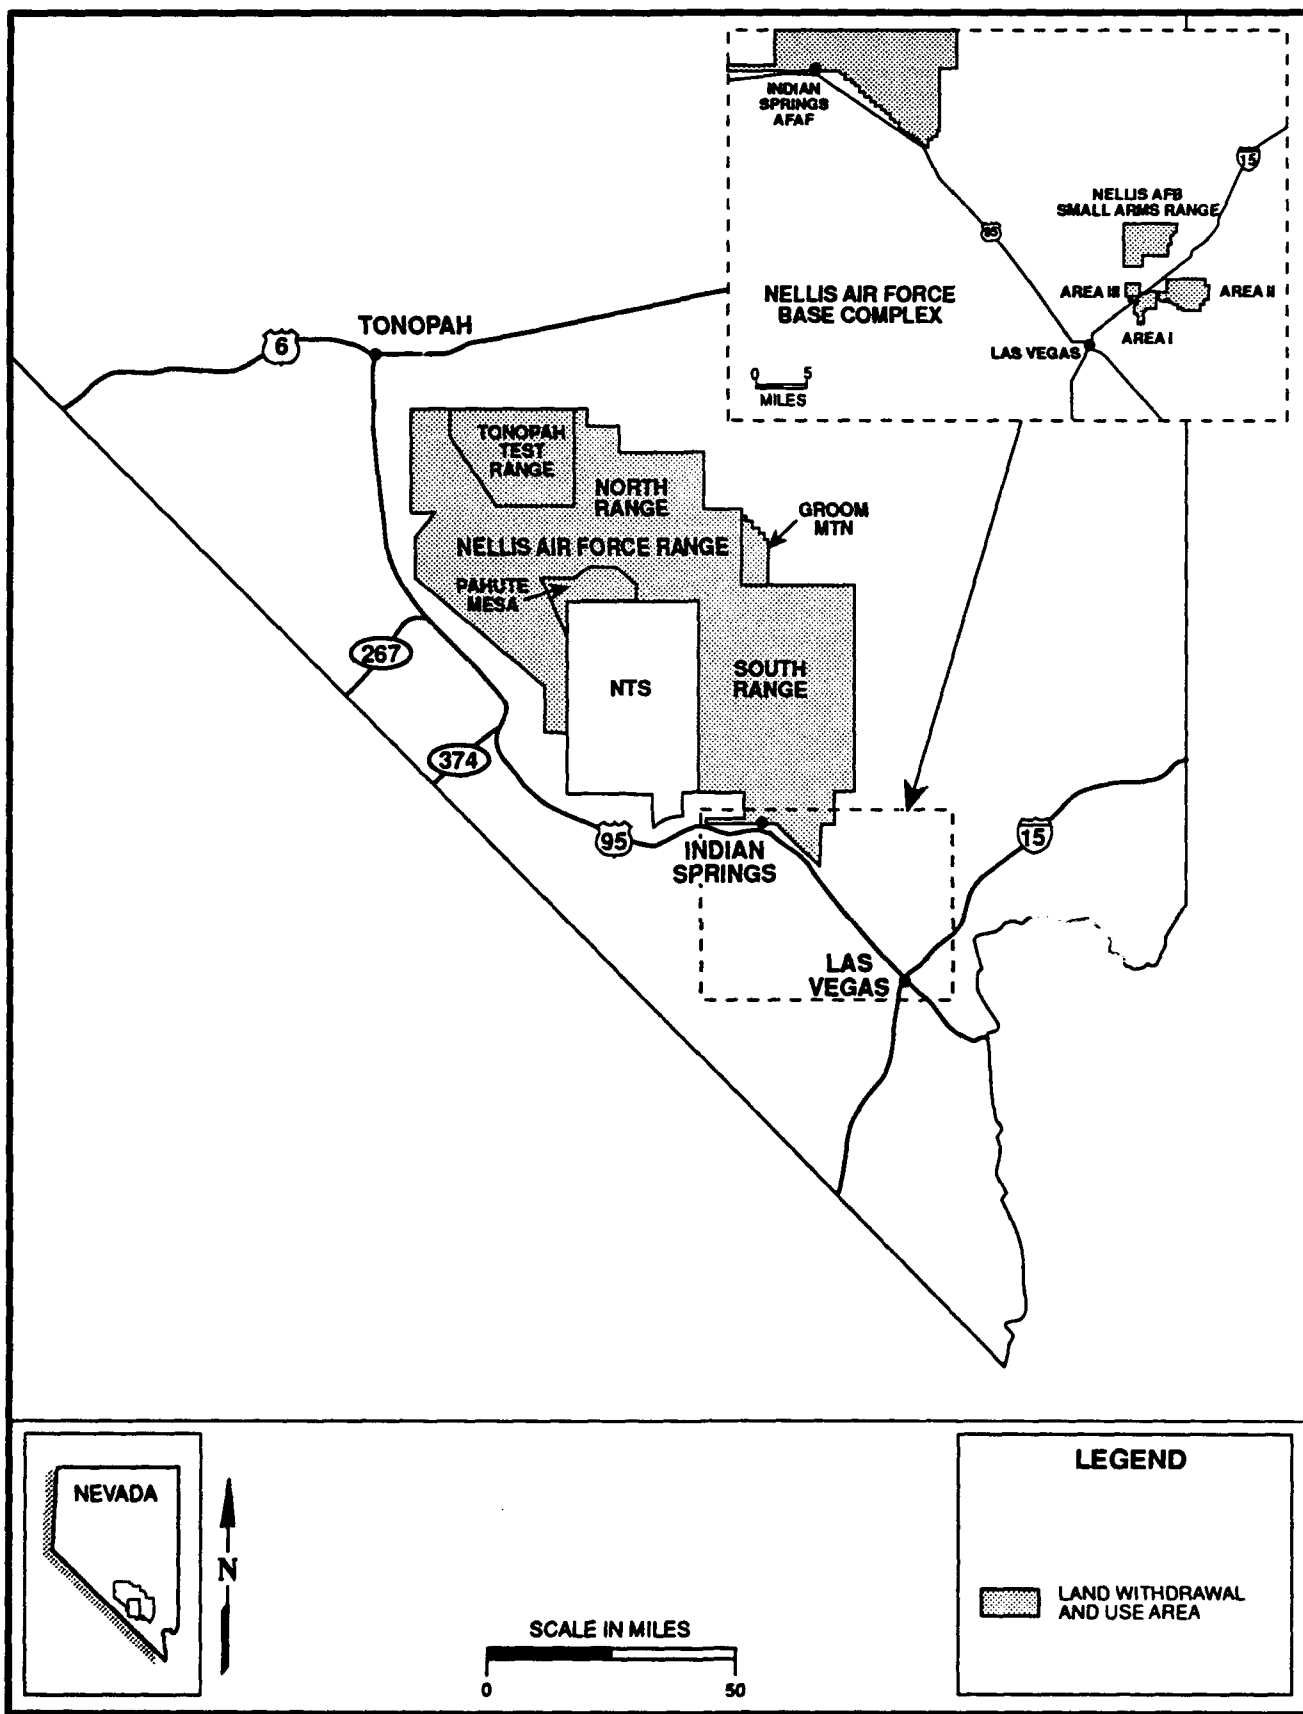 INDIAN
SPRINGS
AFAF
15
NELLIS AFB
SMALL ARMS RANGE
95
NELLIS AIR FORCE
BASE COMPLEX
AREA III
AREA II
AREA I
LAS VEGAS
0 5
MILES
TONOPAH
6
TONOPAH
TEST
RANGE
NORTH
RANGE
GROOM
MTN
NELLIS AIR FORCE RANGE
PAHUTE
MESA
267
NTS
SOUTH
RANGE
374
95
INDIAN
SPRINGS
15
LAS
VEGAS
NEVADA
N
SCALE IN MILES
0 50
LEGEND
LAND WITHDRAWAL
AND USE AREA